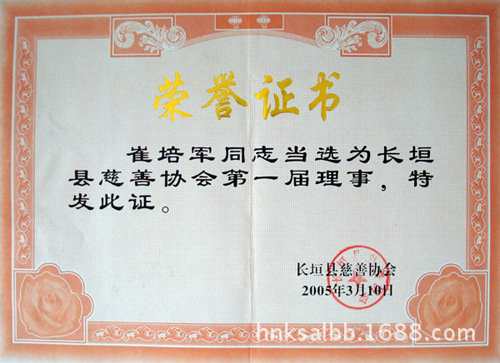 荣誉证书
崔培军同志当选为长垣
县慈善协会第一届理事，特
发此证。
长垣县慈善协会
2005年3月10日
hnksalbb.1688.com